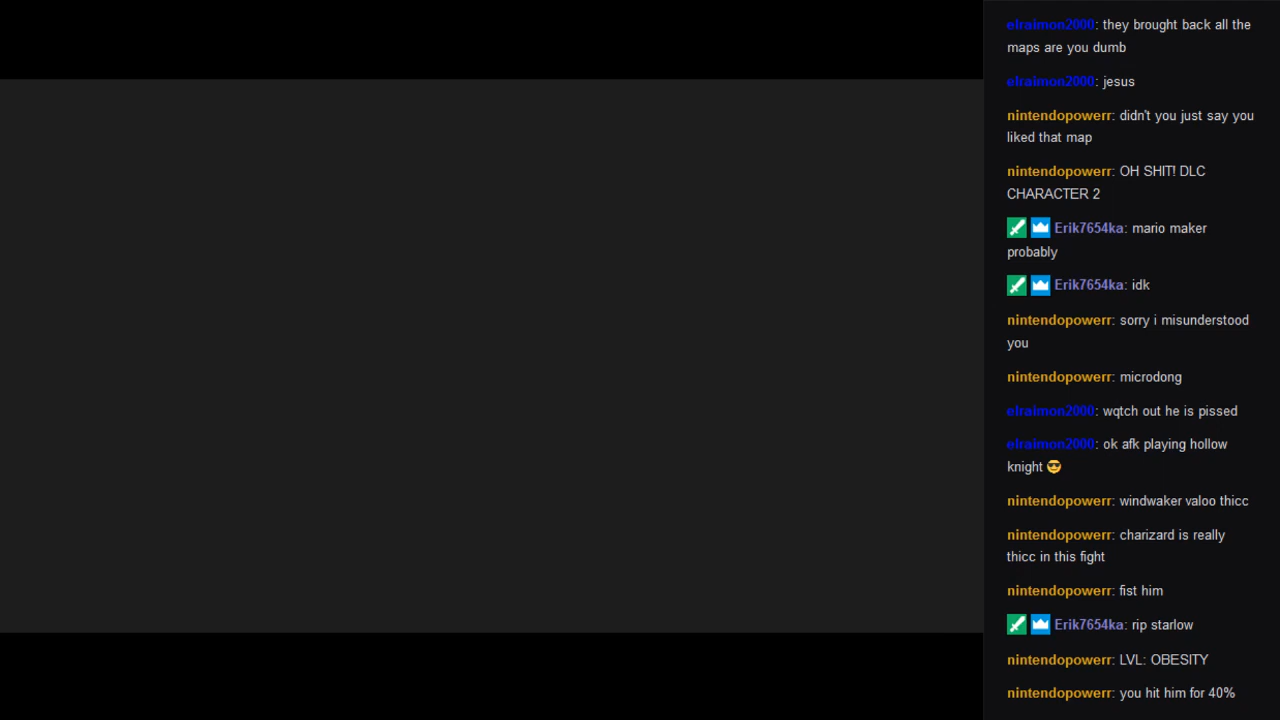 elraimon2000: they brought back all the
maps are you dumb
elraimon2000: jesus
nintendopowerr: didn't you just say you
liked that map
nintendopowerr: OH SHIT! DLC
CHARACTER 2
Erik7654ka: mario maker
probably
Erik7654ka: idk
nintendopowerr: sorry i misunderstood
you
nintendopowerr: microdong
elraimon2000: wqtch out he is pissed
elraimon2000: ok afk playing hollow
knight 😎
nintendopowerr: windwaker valoo thicc
nintendopowerr: charizard is really
thicc in this fight
nintendopowerr: fist him
Erik7654ka: rip starlow
nintendopowerr: LVL: OBESITY
nintendopowerr: you hit him for 40%